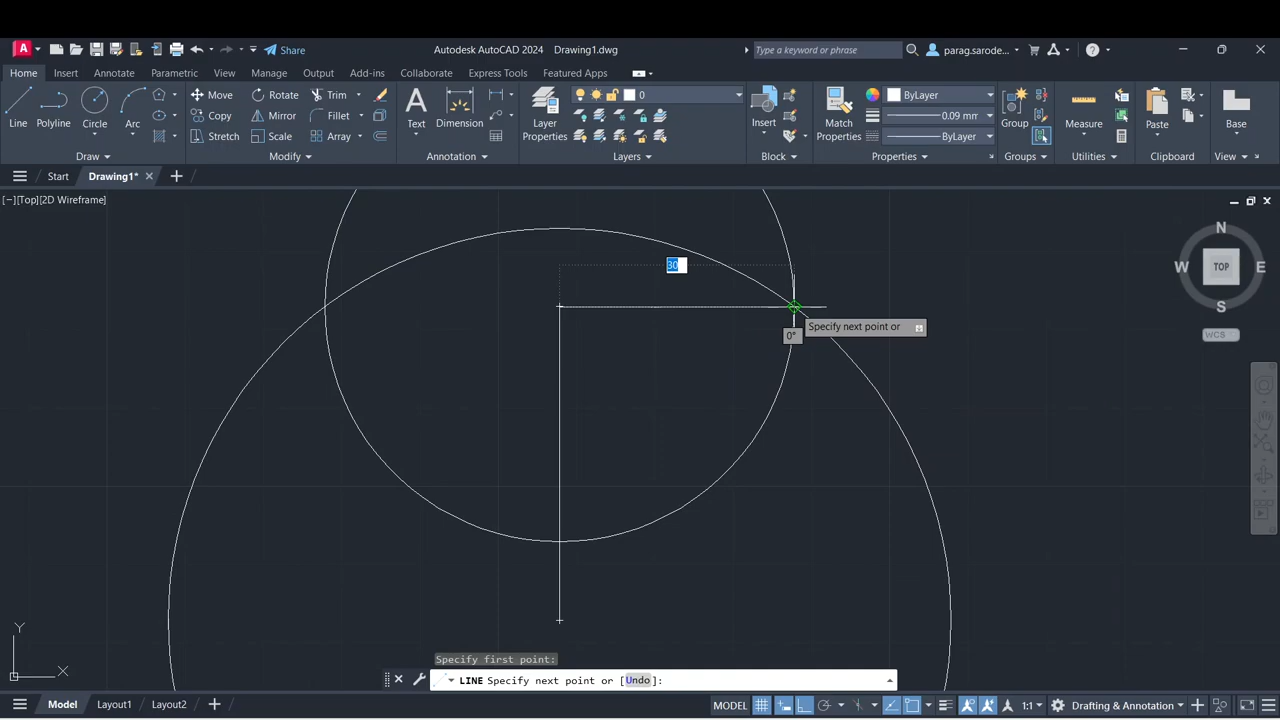 A Share Autodesk AutoCAD 2024 Drawing1.dwg Type a keyword or phrase parag.sarode... ?
Home Insert Annotate Parametric View Manage Output Add-ins Collaborate Express Tools Featured Apps
Line Polyline Circle Arc Move Rotate Trim Text Dimension Layer Properties 0 Insert Match Properties ByLayer Group Measure Paste Base
Copy Mirror Fillet 0.09 mm
Stretch Scale Array ByLayer
Draw Modify Annotation Layers Block Properties Groups Utilities Clipboard View
Start Drawing1*
[−][Top][2D Wireframe]
N
W TOP E
S
WCS
30
Specify next point or
0°
Y
X
Specify first point:
LINE Specify next point or [Undo]:
Model Layout1 Layout2 MODEL 1:1 Drafting & Annotation